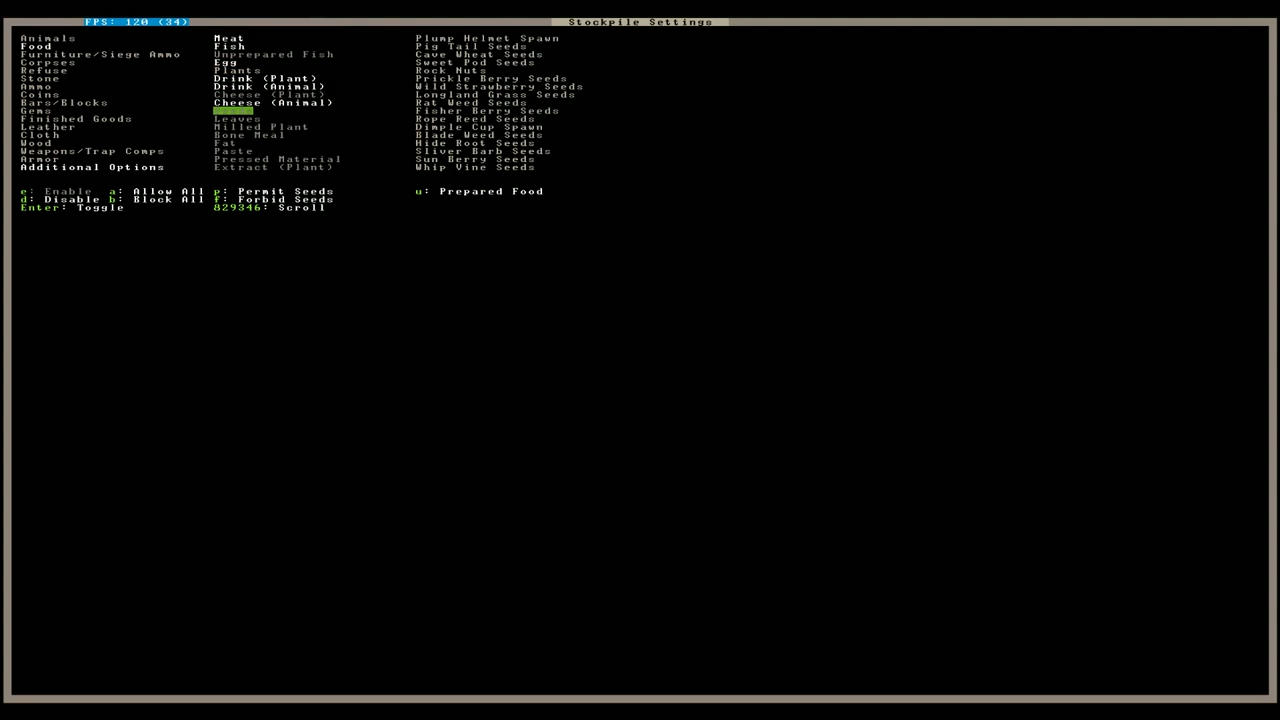 FPS: 120 (34)
Stockpile Settings
Animals Meat Plump Helmet Spawn
Food Fish Pig Tail Seeds
Furniture/Siege Ammo Unprepared Fish Cave Wheat Seeds
Corpses Egg Sweet Pod Seeds
Refuse Plants Rock Nuts
Stone Drink (Plant) Prickle Berry Seeds
Ammo Drink (Animal) Wild Strawberry Seeds
Coins Cheese (Plant) Longland Grass Seeds
Bars/Blocks Cheese (Animal) Rat Weed Seeds
Gems Fisher Berry Seeds
Finished Goods Leaves Rope Reed Seeds
Leather Milled Plant Dimple Cup Spawn
Cloth Bone Meal Blade Weed Seeds
Wood Fat Hide Root Seeds
Weapons/Trap Comps Paste Sliver Barb Seeds
Armor Pressed Material Sun Berry Seeds
Additional Options Extract (Plant) Whip Vine Seeds
e: Enable a: Allow All p: Permit Seeds u: Prepared Food
d: Disable b: Block All f: Forbid Seeds
Enter: Toggle 829346: Scroll